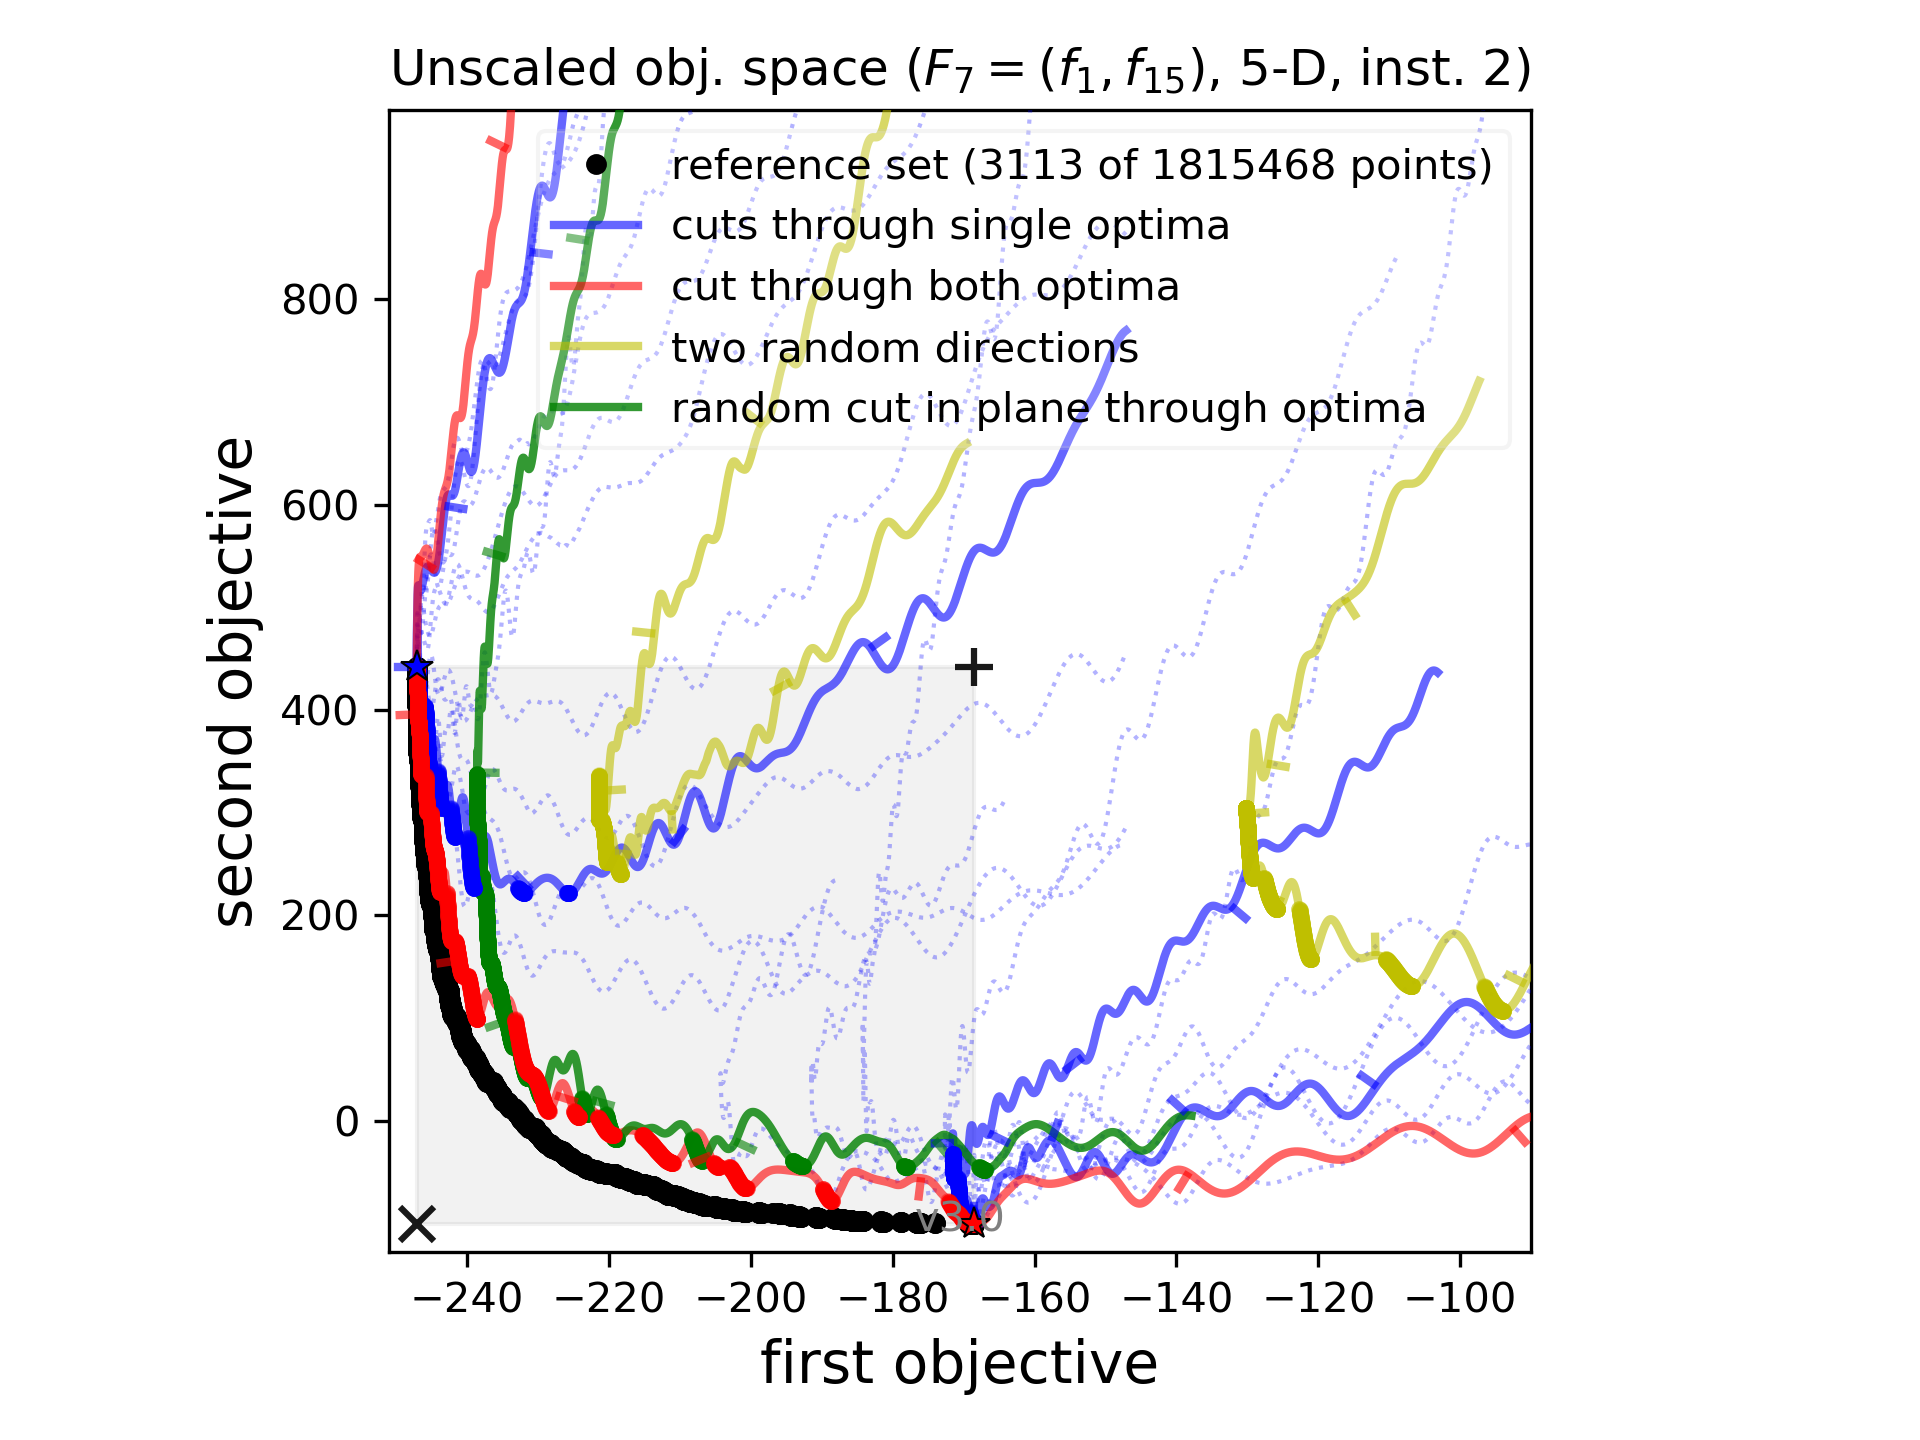 Unscaled obj. space (F₇ = (f₁, f₁₅), 5-D, inst. 2)
reference set (3113 of 1815468 points)
cuts through single optima
cut through both optima
two random directions
random cut in plane through optima
second objective
800
600
400
200
0
v3.0
−240 −220 −200 −180 −160 −140 −120 −100
first objective